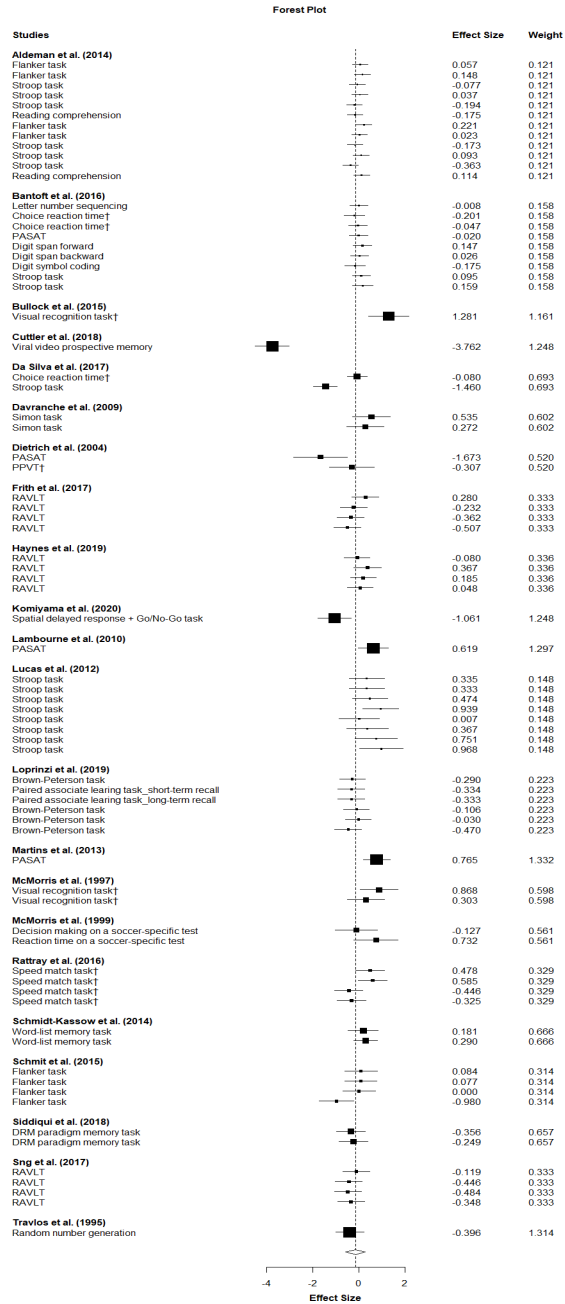 Forest Plot
Studies Effect Size Weight
Aldeman et al. (2014)
Flanker task 0.057 0.121
Flanker task 0.148 0.121
Stroop task -0.077 0.121
Stroop task 0.037 0.121
Stroop task -0.194 0.121
Reading comprehension -0.175 0.121
Flanker task 0.221 0.121
Flanker task 0.023 0.121
Stroop task -0.173 0.121
Stroop task 0.093 0.121
Stroop task -0.363 0.121
Reading comprehension 0.114 0.121
Bantoft et al. (2016)
Letter number sequencing -0.008 0.158
Choice reaction time† -0.201 0.158
Choice reaction time† -0.047 0.158
PASAT -0.020 0.158
Digit span forward 0.147 0.158
Digit span backward 0.026 0.158
Digit symbol coding -0.175 0.158
Stroop task 0.095 0.158
Stroop task 0.159 0.158
Bullock et al. (2015)
Visual recognition task† 1.281 1.161
Cuttler et al. (2018)
Viral video prospective memory -3.762 1.248
Da Silva et al. (2017)
Choice reaction time† -0.080 0.693
Stroop task -1.460 0.693
Davranche et al. (2009)
Simon task 0.535 0.602
Simon task 0.272 0.602
Dietrich et al. (2004)
PASAT -1.673 0.520
PPVT† -0.307 0.520
Frith et al. (2017)
RAVLT 0.280 0.333
RAVLT -0.232 0.333
RAVLT -0.362 0.333
RAVLT -0.507 0.333
Haynes et al. (2019)
RAVLT -0.080 0.336
RAVLT 0.367 0.336
RAVLT 0.185 0.336
RAVLT 0.048 0.336
Komiyama et al. (2020)
Spatial delayed response + Go/No-Go task -1.061 1.248
Lambourne et al. (2010)
PASAT 0.619 1.297
Lucas et al. (2012)
Stroop task 0.335 0.148
Stroop task 0.333 0.148
Stroop task 0.474 0.148
Stroop task 0.939 0.148
Stroop task 0.007 0.148
Stroop task 0.367 0.148
Stroop task 0.751 0.148
Stroop task 0.968 0.148
Loprinzi et al. (2019)
Brown-Peterson task -0.290 0.223
Paired associate learing task_short-term recall -0.334 0.223
Paired associate learing task_long-term recall -0.333 0.223
Brown-Peterson task -0.106 0.223
Brown-Peterson task -0.030 0.223
Brown-Peterson task -0.470 0.223
Martins et al. (2013)
PASAT 0.765 1.332
McMorris et al. (1997)
Visual recognition task† 0.868 0.598
Visual recognition task† 0.303 0.598
McMorris et al. (1999)
Decision making on a soccer-specific test -0.127 0.561
Reaction time on a soccer-specific test 0.732 0.561
Rattray et al. (2016)
Speed match task† 0.478 0.329
Speed match task† 0.585 0.329
Speed match task† -0.446 0.329
Speed match task† -0.325 0.329
Schmidt-Kassow et al. (2014)
Word-list memory task 0.181 0.666
Word-list memory task 0.290 0.666
Schmit et al. (2015)
Flanker task 0.084 0.314
Flanker task 0.077 0.314
Flanker task 0.000 0.314
Flanker task -0.980 0.314
Siddiqui et al. (2018)
DRM paradigm memory task -0.356 0.657
DRM paradigm memory task -0.249 0.657
Sng et al. (2017)
RAVLT -0.119 0.333
RAVLT -0.446 0.333
RAVLT -0.484 0.333
RAVLT -0.348 0.333
Travlos et al. (1995)
Random number generation -0.396 1.314
-4 -2 0 2
Effect Size